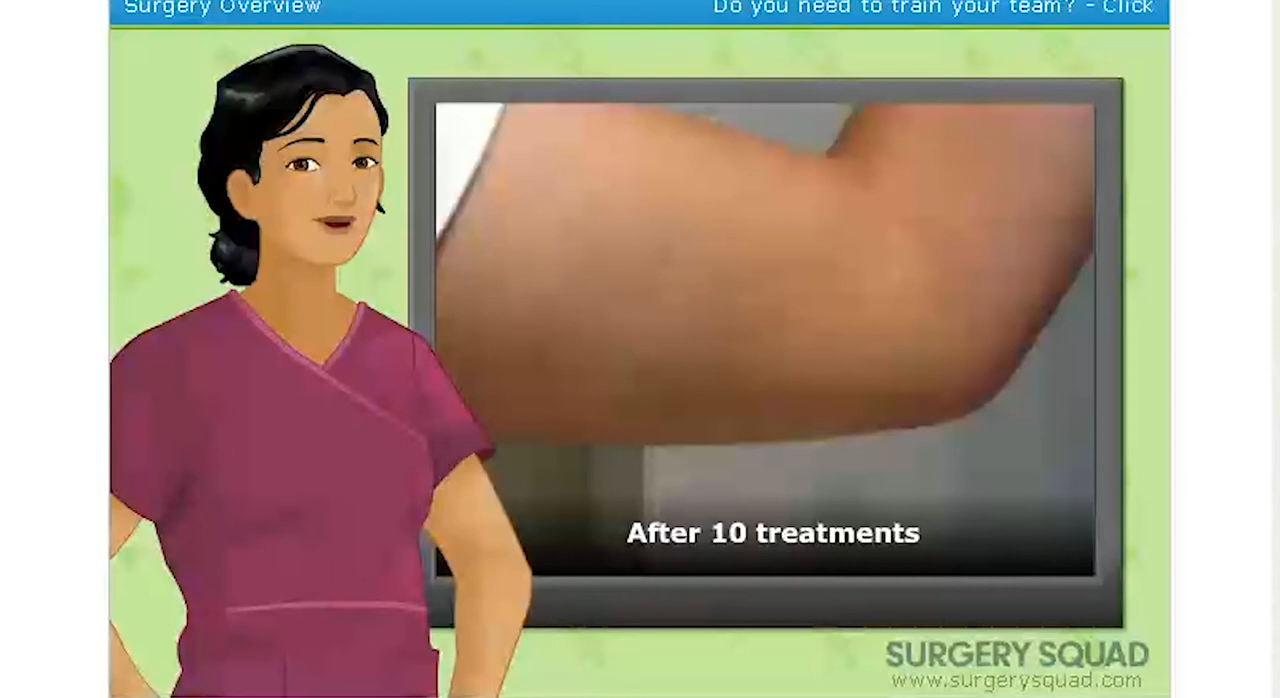 Surgery Overview
Do you need to train your team? - Click
After 10 treatments
SURGERY SQUAD
www.surgerysquad.com